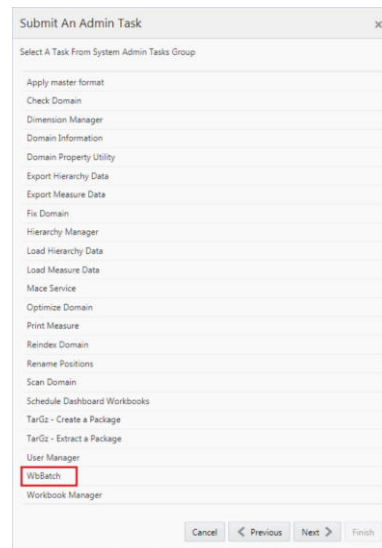 Submit An Admin Task
×
Select A Task From System Admin Tasks Group
Apply master format
Check Domain
Dimension Manager
Domain Information
Domain Property Utility
Export Hierarchy Data
Export Measure Data
Fix Domain
Hierarchy Manager
Load Hierarchy Data
Load Measure Data
Mace Service
Optimize Domain
Print Measure
Reindex Domain
Rename Positions
Scan Domain
Schedule Dashboard Workbooks
TarGz - Create a Package
TarGz - Extract a Package
User Manager
WbBatch
Workbook Manager
Cancel Previous Next Finish